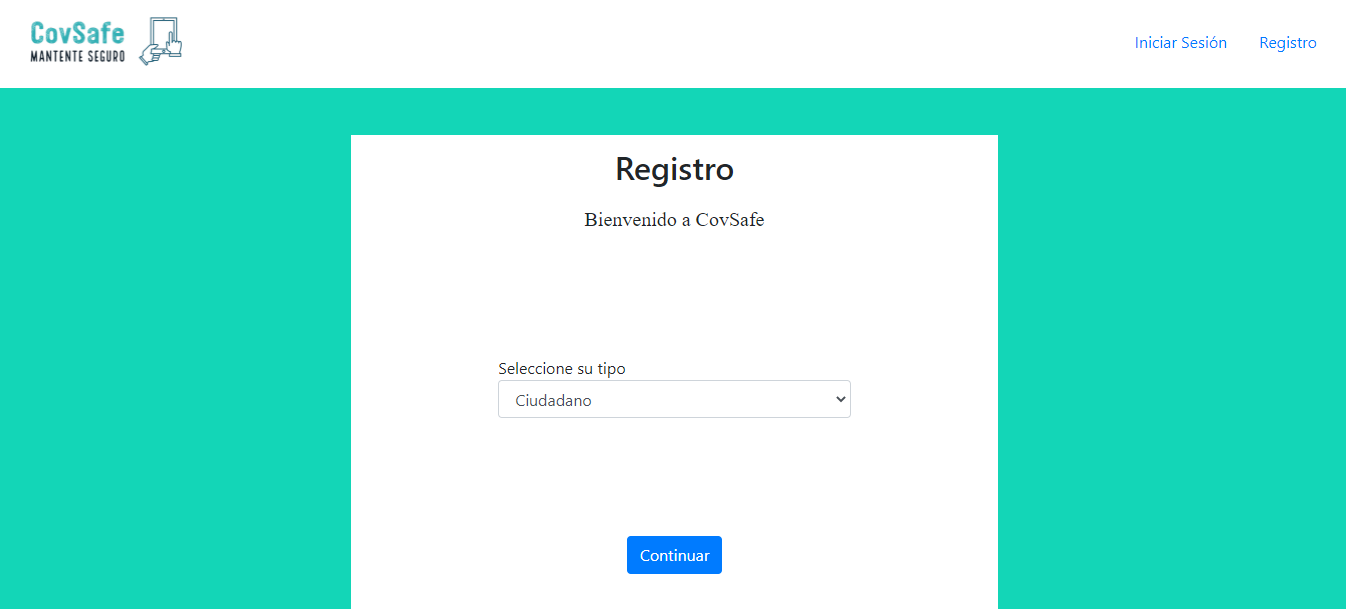 CovSafe
MANTENTE SEGURO
Iniciar Sesión
Registro
Registro
Bienvenido a CovSafe
Seleccione su tipo
Ciudadano
Continuar